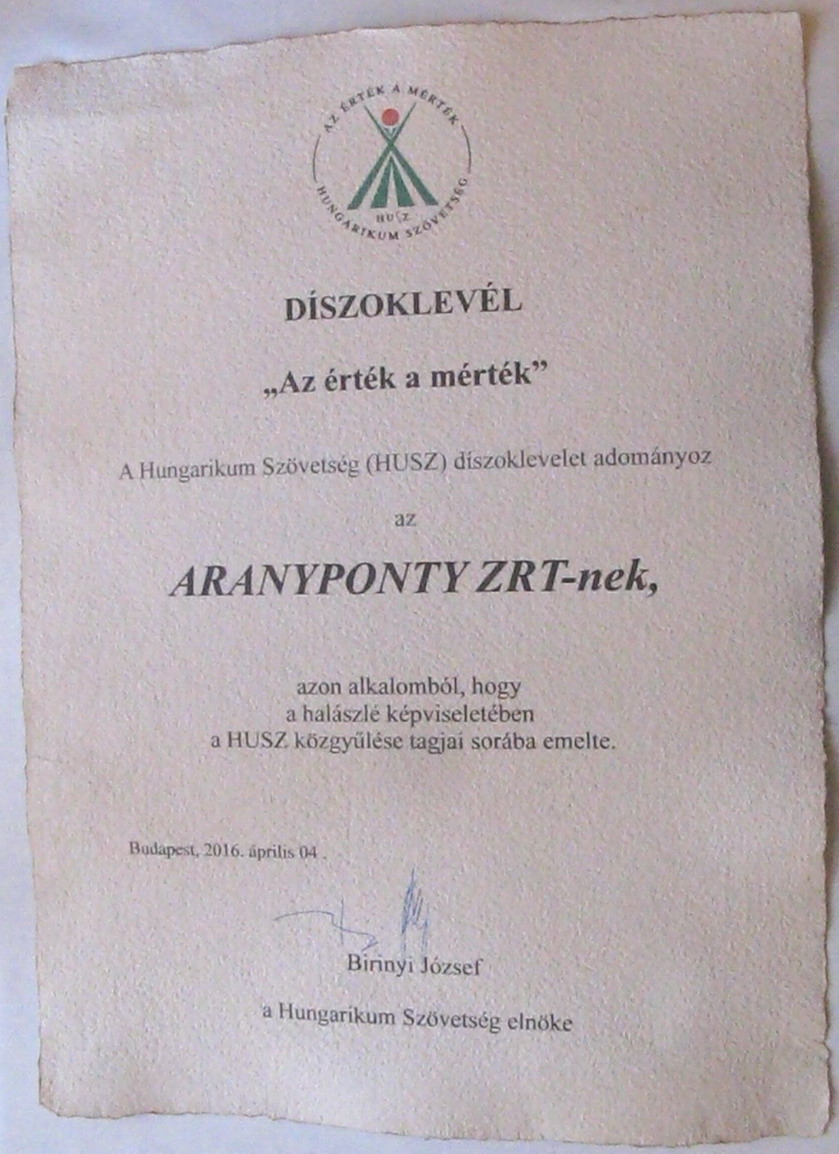 AZ ÉRTÉK A MÉRTÉK
HUSZ
HUNGARIKUM SZÖVETSÉG
DÍSZOKLEVÉL
„Az érték a mérték”
A Hungarikum Szövetség (HUSZ) díszoklevelet adományoz
az
ARANYPONTY ZRT-nek,
azon alkalomból, hogy
a halászlé képviseletében
a HUSZ közgyűlése tagjai sorába emelte.
Budapest, 2016. április 04 .
Birinyi József
a Hungarikum Szövetség elnöke